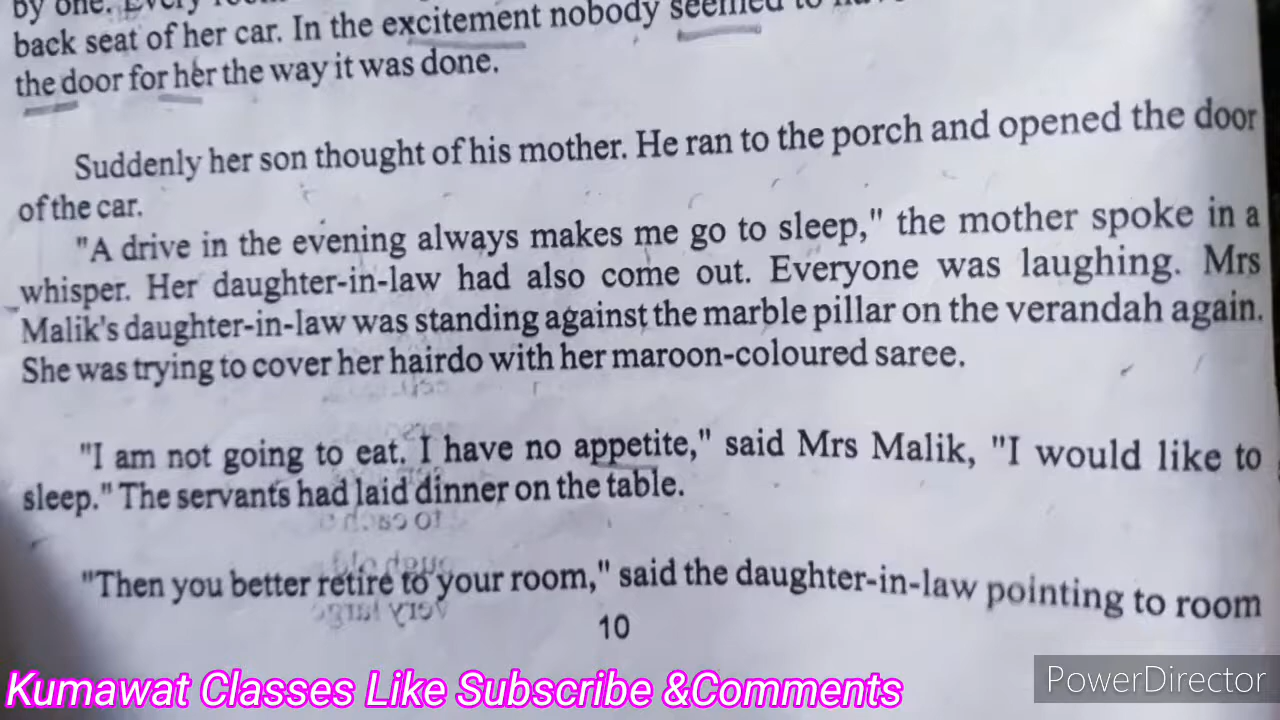 by one. Every
back seat of her car. In the excitement nobody seemed to have
the door for her the way it was done.
Suddenly her son thought of his mother. He ran to the porch and opened the door
of the car.
"A drive in the evening always makes me go to sleep," the mother spoke in a
whisper. Her daughter-in-law had also come out. Everyone was laughing. Mrs
Malik's daughter-in-law was standing against the marble pillar on the verandah again.
She was trying to cover her hairdo with her maroon-coloured saree.
"I am not going to eat. I have no appetite," said Mrs Malik, "I would like to
sleep." The servants had laid dinner on the table.
"Then you better retire to your room," said the daughter-in-law pointing to room
10
Kumawat Classes Like Subscribe &Comments
PowerDirector